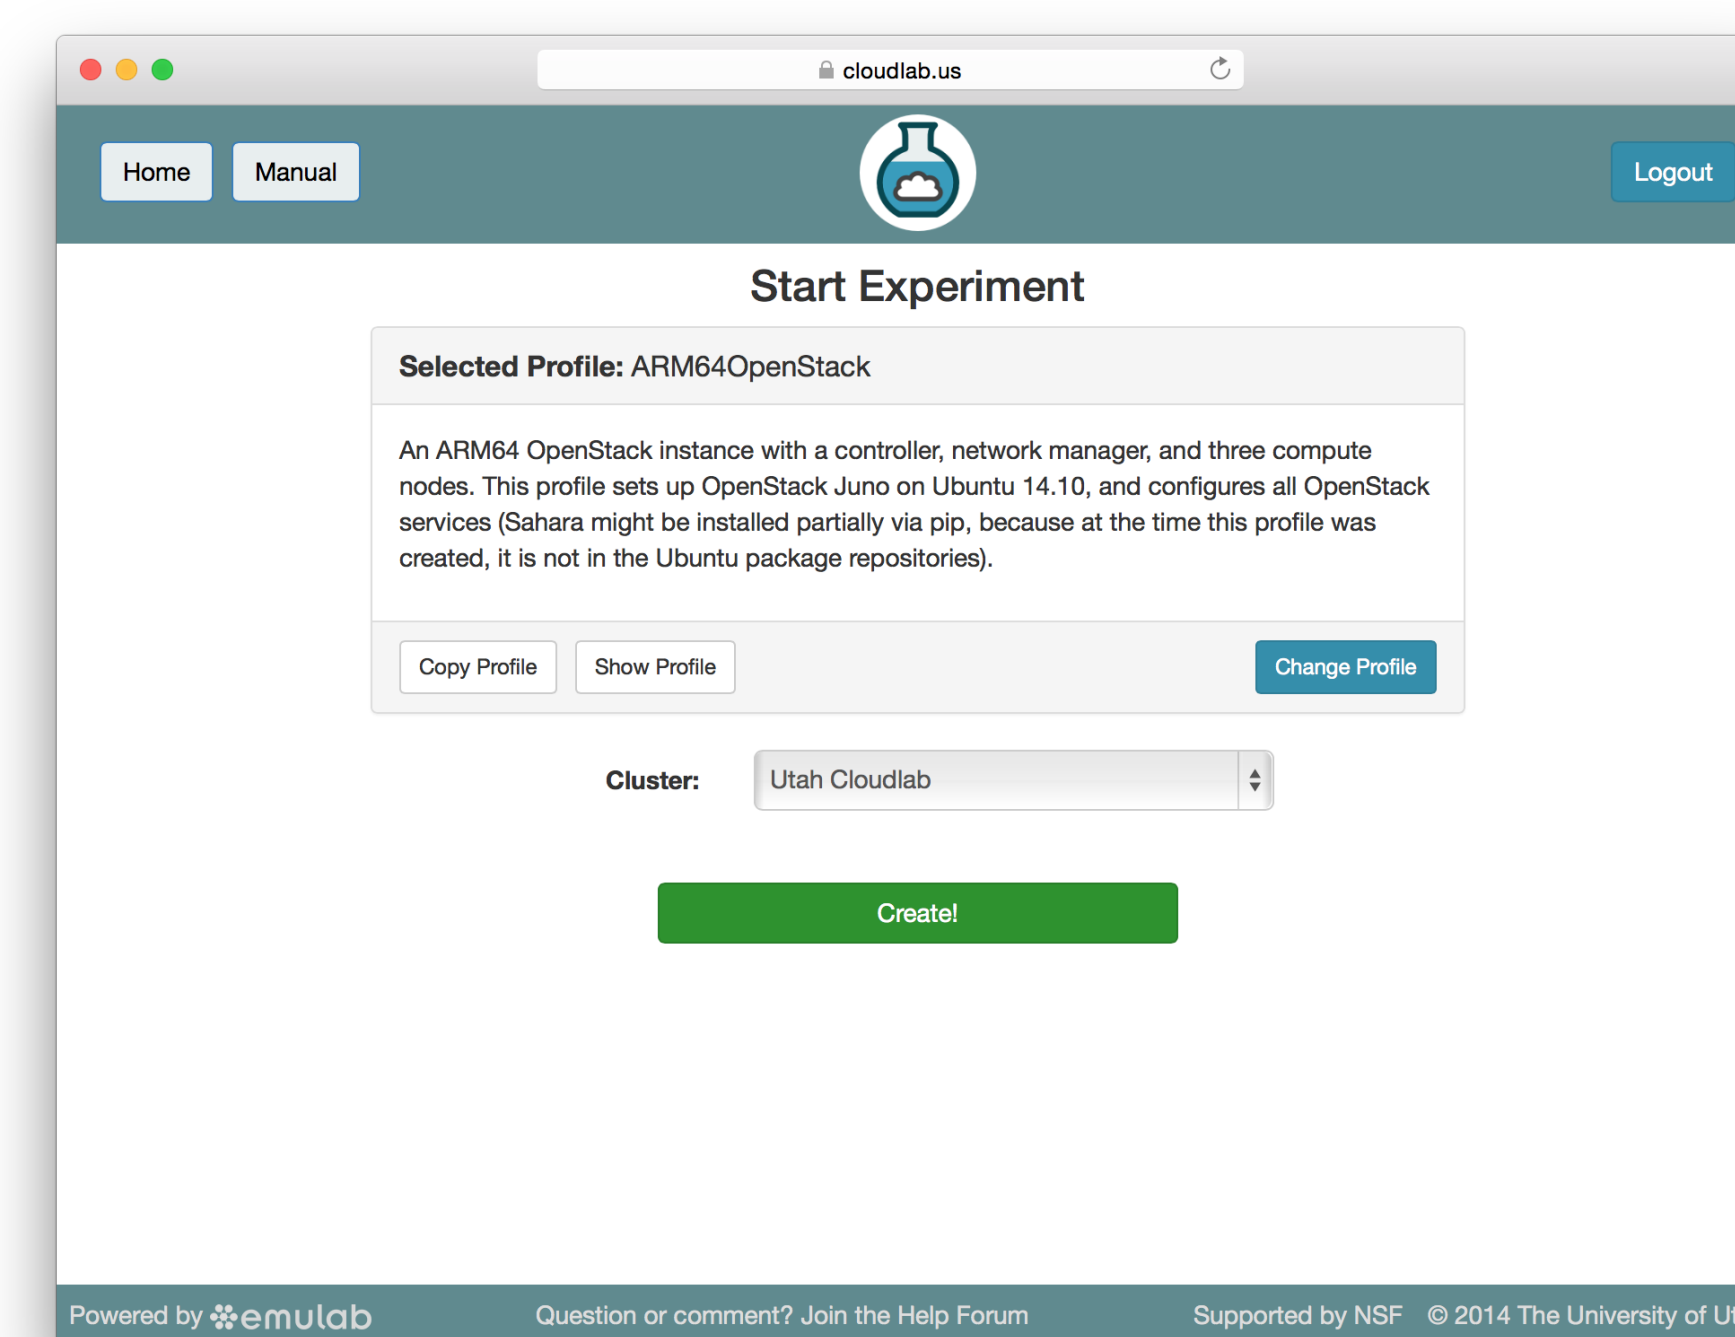 cloudlab.us
Home
Manual
Logout
Start Experiment
Selected Profile: ARM64OpenStack
An ARM64 OpenStack instance with a controller, network manager, and three compute
nodes. This profile sets up OpenStack Juno on Ubuntu 14.10, and configures all OpenStack
services (Sahara might be installed partially via pip, because at the time this profile was
created, it is not in the Ubuntu package repositories).
Copy Profile
Show Profile
Change Profile
Cluster:
Utah Cloudlab
Create!
Powered by emulab
Question or comment? Join the Help Forum
Supported by NSF
© 2014 The University of